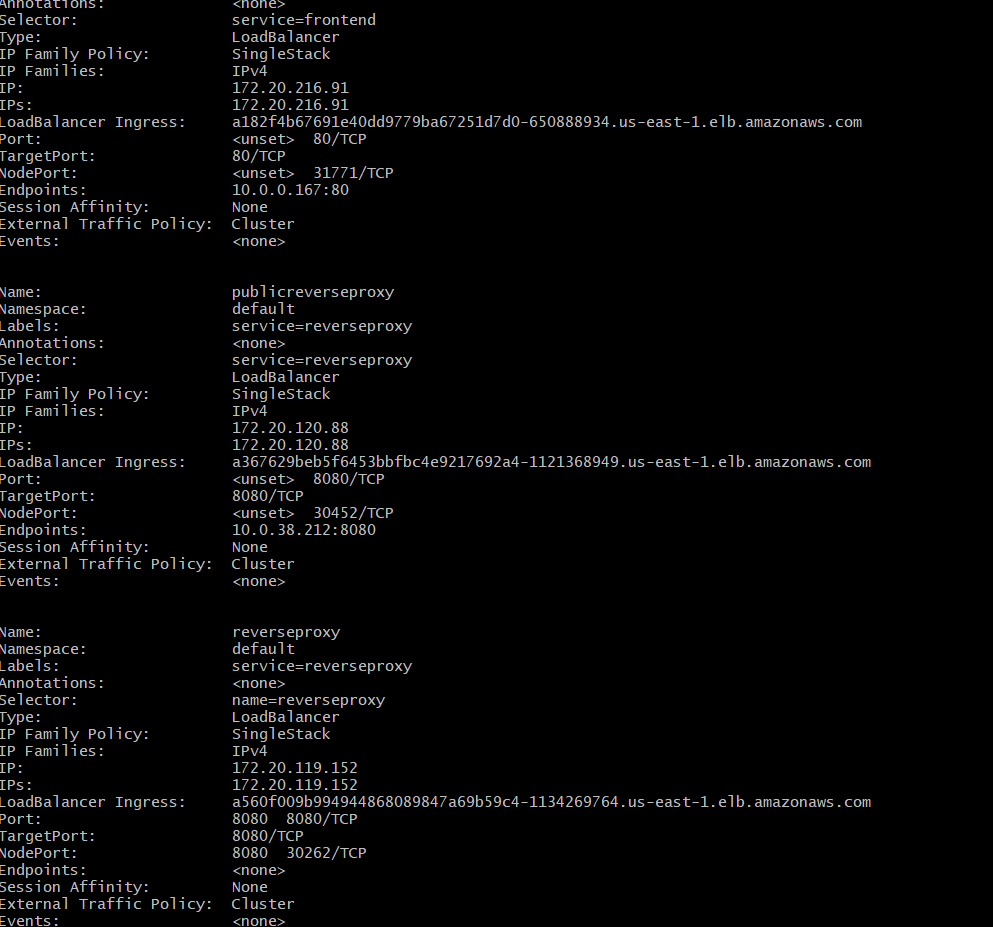 Annotations: <none>
Selector: service=frontend
Type: LoadBalancer
IP Family Policy: SingleStack
IP Families: IPv4
IP: 172.20.216.91
IPs: 172.20.216.91
LoadBalancer Ingress: a182f4b67691e40dd9779ba67251d7d0-650888934.us-east-1.elb.amazonaws.com
Port: <unset> 80/TCP
TargetPort: 80/TCP
NodePort: <unset> 31771/TCP
Endpoints: 10.0.0.167:80
Session Affinity: None
External Traffic Policy: Cluster
Events: <none>
Name: publicreverseproxy
Namespace: default
Labels: service=reverseproxy
Annotations: <none>
Selector: service=reverseproxy
Type: LoadBalancer
IP Family Policy: SingleStack
IP Families: IPv4
IP: 172.20.120.88
IPs: 172.20.120.88
LoadBalancer Ingress: a367629beb5f6453bbfbc4e9217692a4-1121368949.us-east-1.elb.amazonaws.com
Port: <unset> 8080/TCP
TargetPort: 8080/TCP
NodePort: <unset> 30452/TCP
Endpoints: 10.0.38.212:8080
Session Affinity: None
External Traffic Policy: Cluster
Events: <none>
Name: reverseproxy
Namespace: default
Labels: service=reverseproxy
Annotations: <none>
Selector: name=reverseproxy
Type: LoadBalancer
IP Family Policy: SingleStack
IP Families: IPv4
IP: 172.20.119.152
IPs: 172.20.119.152
LoadBalancer Ingress: a560f009b994944868089847a69b59c4-1134269764.us-east-1.elb.amazonaws.com
Port: 8080 8080/TCP
TargetPort: 8080/TCP
NodePort: 8080 30262/TCP
Endpoints: <none>
Session Affinity: None
External Traffic Policy: Cluster
Events: <none>